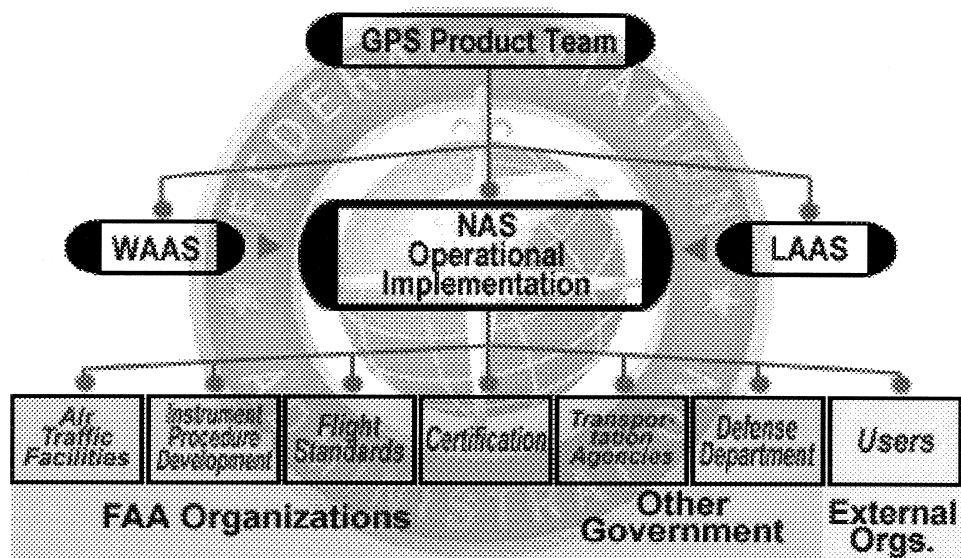 GPS Product Team
WAAS
NAS
Operational
Implementation
LAAS
Air
Traffic
Facilities
Instrument
Procedure
Development
Flight
Standards
Certification
Transpor-
tation
Agencies
Defense
Department
Users
FAA Organizations
Other
Government
External
Orgs.